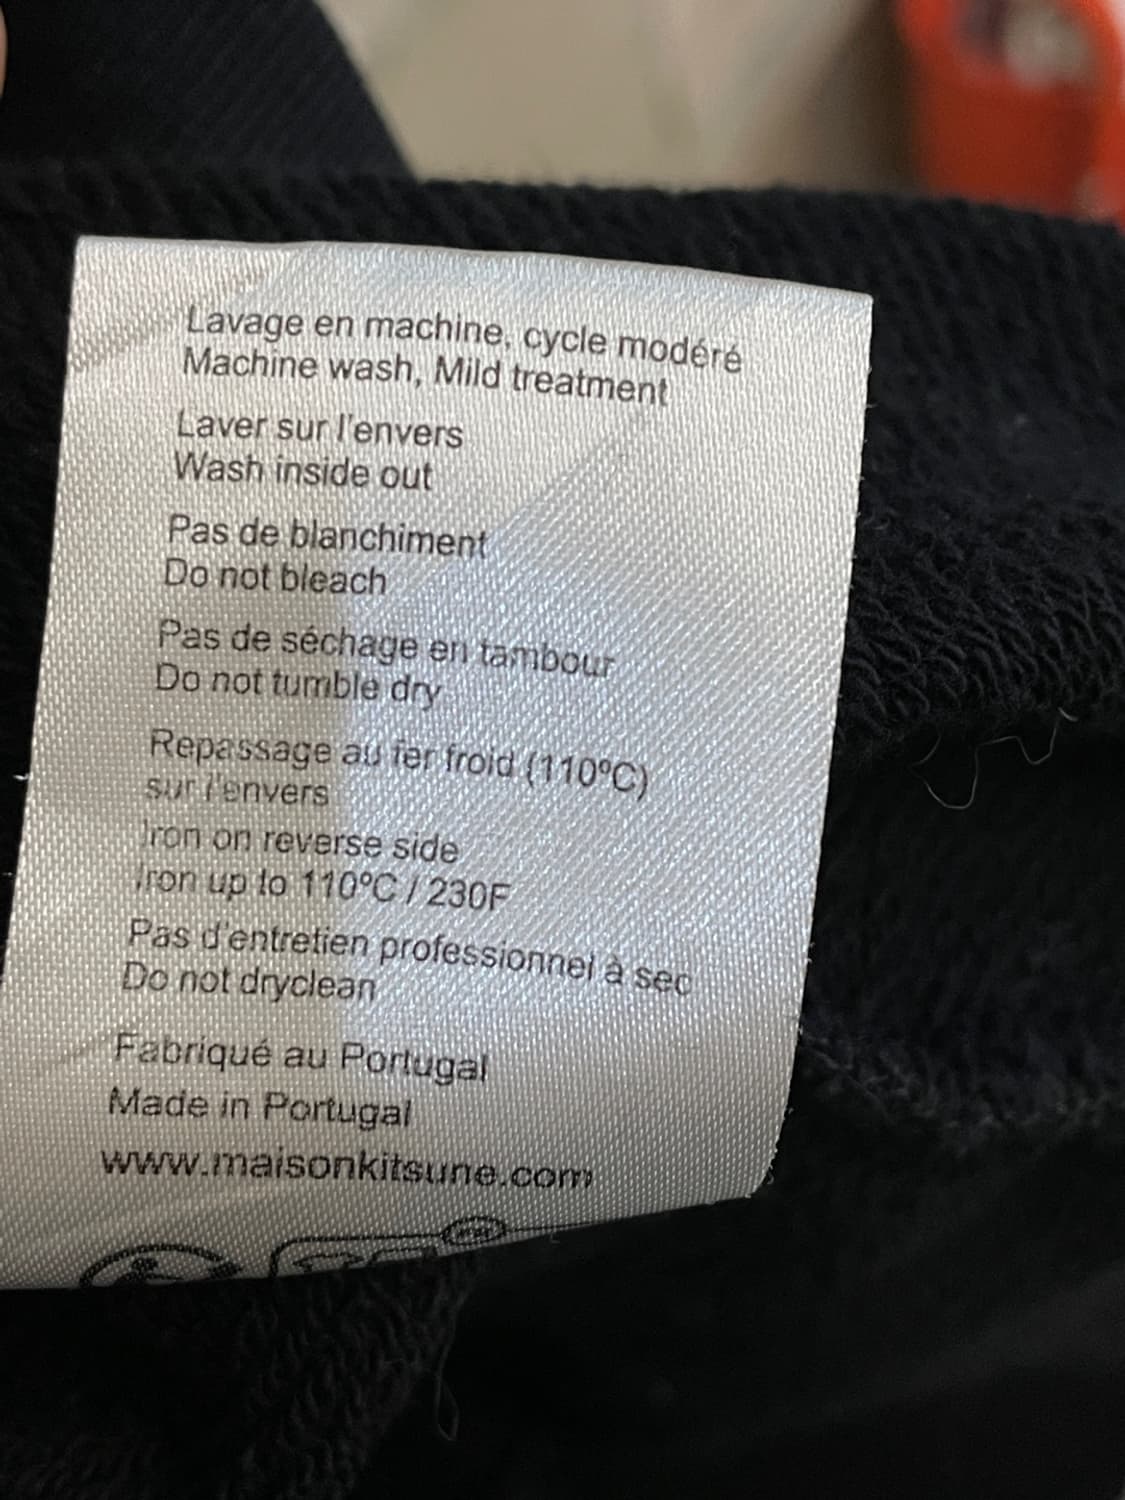 Lavage en machine, cycle modéré
Machine wash, Mild treatment
Laver sur l'envers
Wash inside out
Pas de blanchiment
Do not bleach
Pas de séchage en tambour
Do not tumble dry
Repassage au fer froid (110ºC)
sur l'envers
Iron on reverse side
Iron up to 110ºC / 230F
Pas d'entretien professionnel à sec
Do not dryclean
Fabriqué au Portugal
Made in Portugal
www.maisonkitsune.com
FR